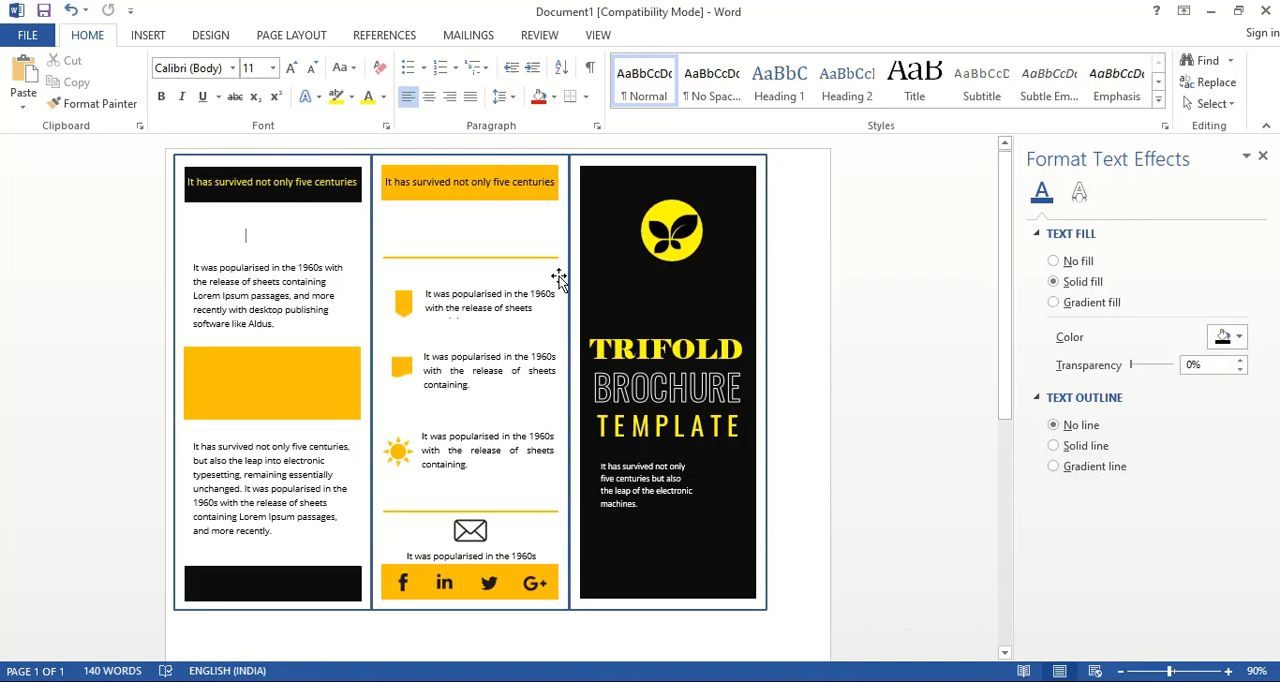 Document1 [Compatibility Mode] - Word
Sign in
FILE
HOME
INSERT
DESIGN
PAGE LAYOUT
REFERENCES
MAILINGS
REVIEW
VIEW
Paste
Cut
Copy
Format Painter
Clipboard
Calibri (Body)
11
Font
Paragraph
AaBbCcDc
¶ Normal
AaBbCcDc
¶ No Spac...
AaBbC
Heading 1
AaBbCc
Heading 2
AaB
Title
AaBbCcD
Subtitle
AaBbCcDc
Subtle Em...
AaBbCcDc
Emphasis
Styles
Find
Replace
Select
Editing
It has survived not only five centuries
It was popularised in the 1960s with
the release of sheets containing
Lorem Ipsum passages, and more
recently with desktop publishing
software like Aldus.
It has survived not only five centuries,
but also the leap into electronic
typesetting, remaining essentially
unchanged. It was popularised in the
1960s with the release of sheets
containing Lorem Ipsum passages,
and more recently.
It has survived not only five centuries
It was popularised in the 1960s
with the release of sheets
It was popularised in the 1960s
with the release of sheets
containing.
It was popularised in the 1960s
with the release of sheets
containing.
It was popularised in the 1960s
f in G+
TRIFOLD
BROCHURE
TEMPLATE
It has survived not only
five centuries but also
the leap of the electronic
machines.
Format Text Effects
TEXT FILL
No fill
Solid fill
Gradient fill
Color
Transparency
0%
TEXT OUTLINE
No line
Solid line
Gradient line
PAGE 1 OF 1
140 WORDS
ENGLISH (INDIA)
90%